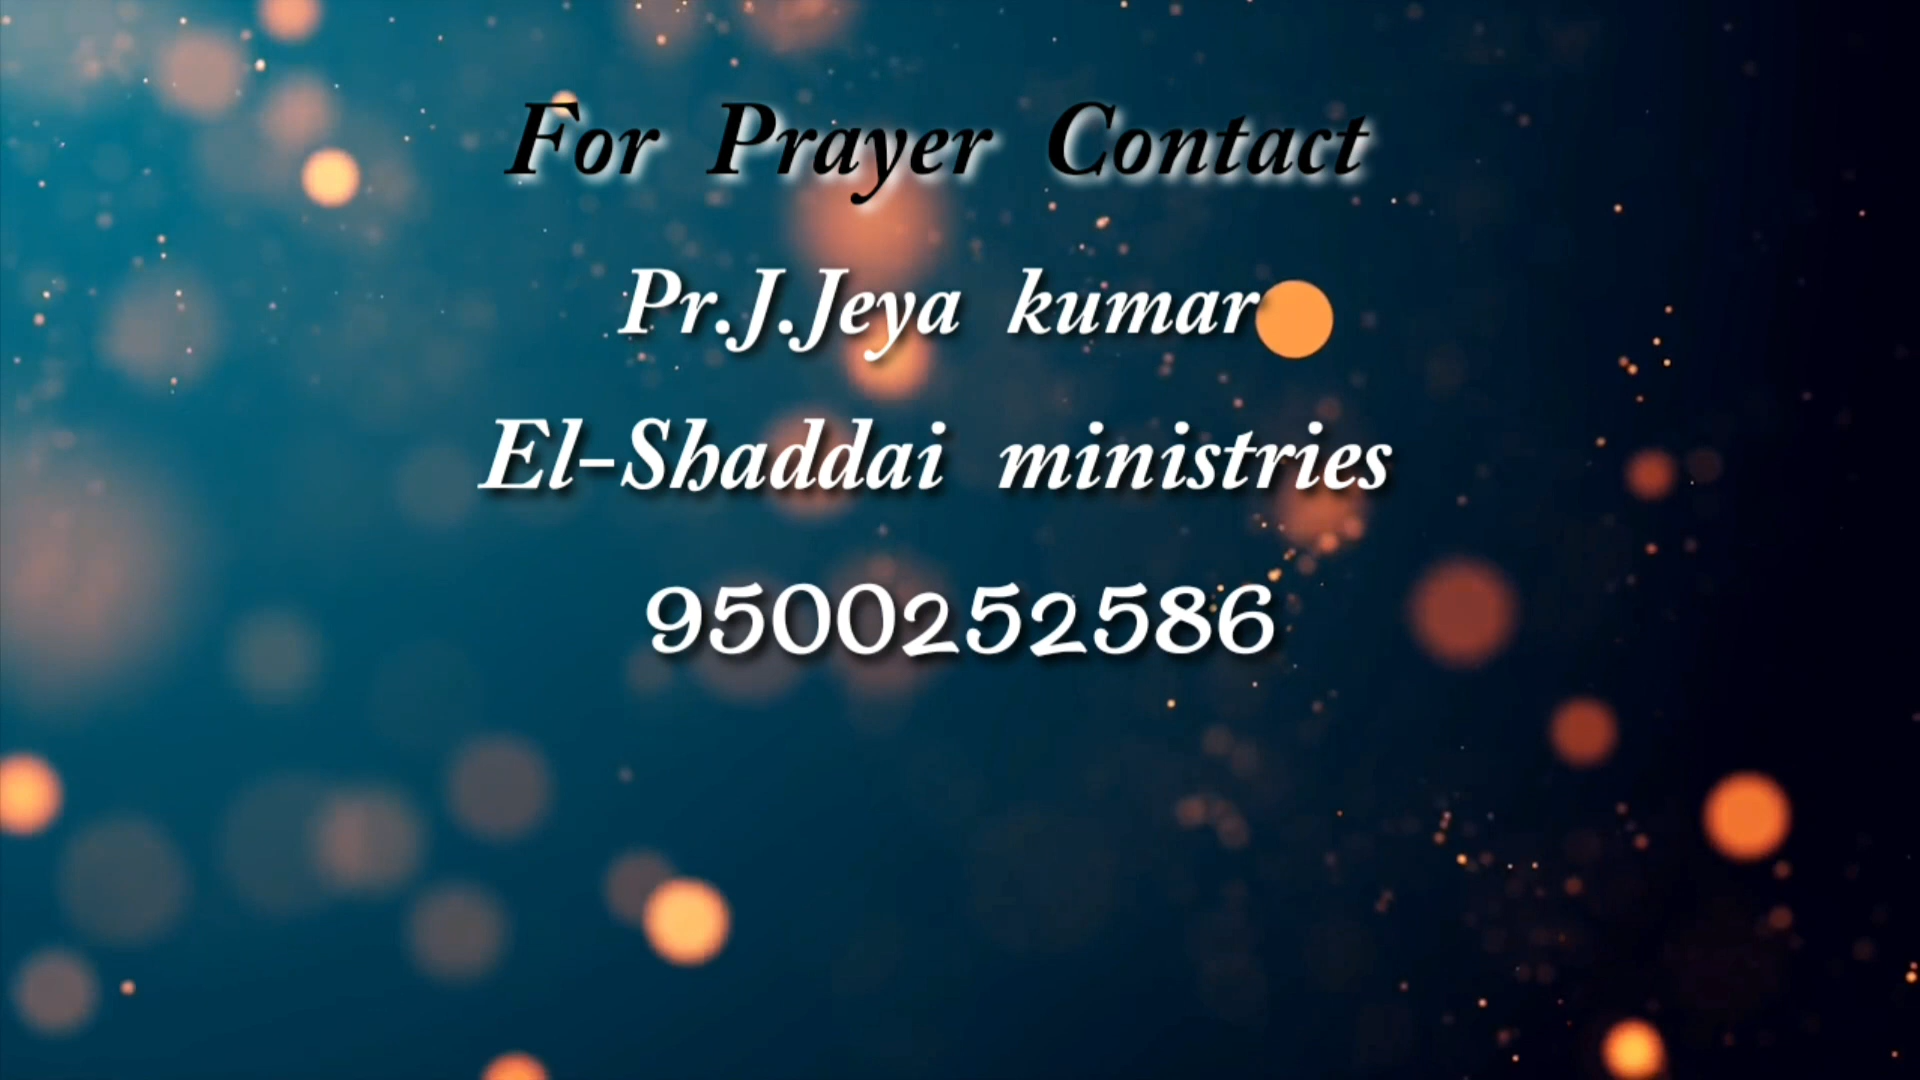 For Prayer Contact
Pr.J.Jeya kumar
El-Shaddai ministries
9500252586